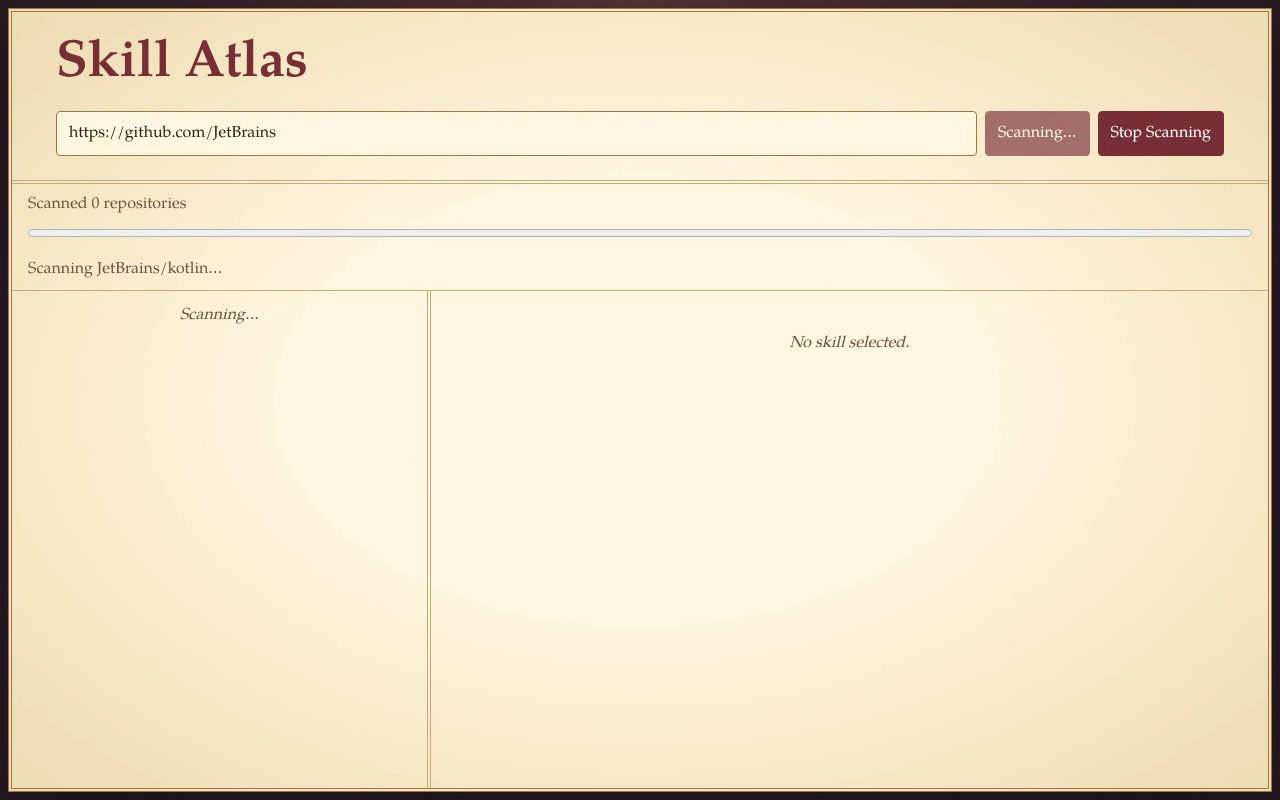 Skill Atlas
https://github.com/JetBrains
Scanning...
Stop Scanning
Scanned 0 repositories
Scanning JetBrains/kotlin...
Scanning...
No skill selected.